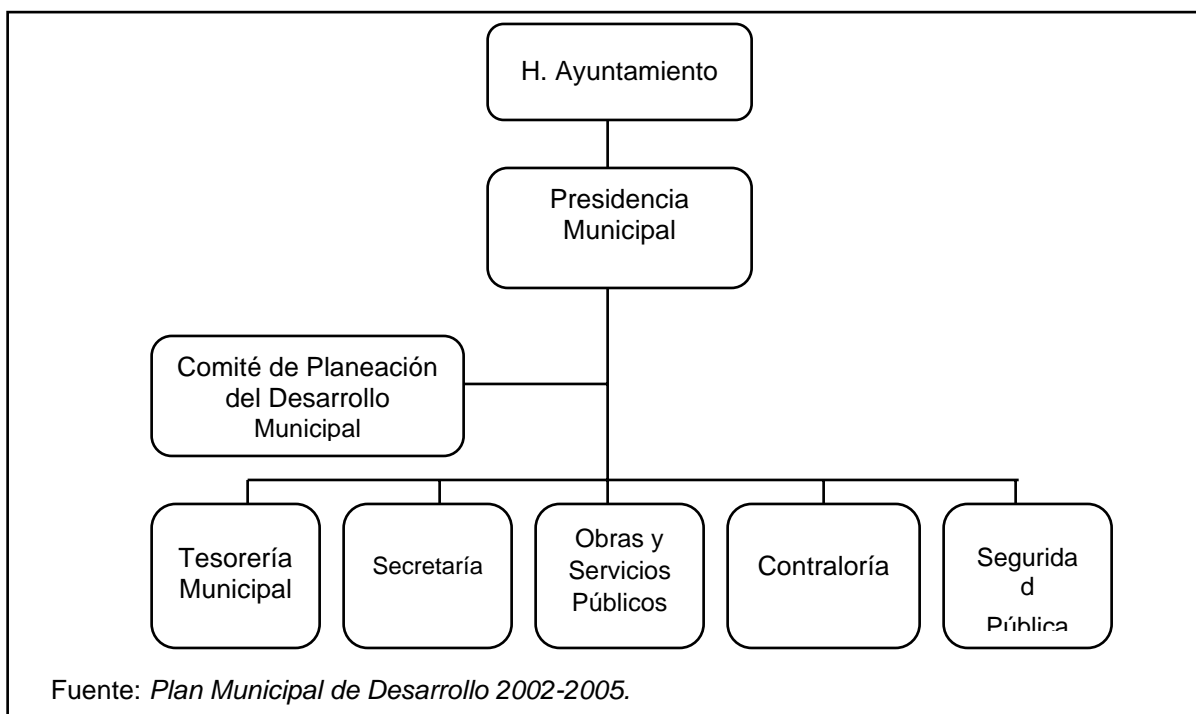 H. Ayuntamiento
Presidencia
Municipal
Comité de Planeación
del Desarrollo
Municipal
Tesorería
Municipal
Secretaría
Obras y
Servicios
Públicos
Contraloría
Segurida
d
Pública
Fuente: Plan Municipal de Desarrollo 2002-2005.